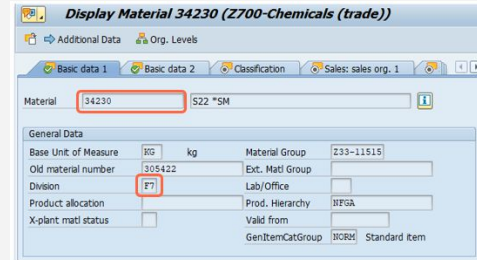 Display Material 34230 (Z700-Chemicals (trade))
Additional Data Org. Levels
Basic data 1 Basic data 2 Classification Sales: sales org. 1
Material 34230 S22 *SM
General Data
Base Unit of Measure KG kg Material Group Z33-11515
Old material number 305422 Ext. Matl Group
Division F7 Lab/Office
Product allocation Prod. Hierarchy NFGA
X-plant matl status Valid from
GenItemCatGroup NORM Standard item